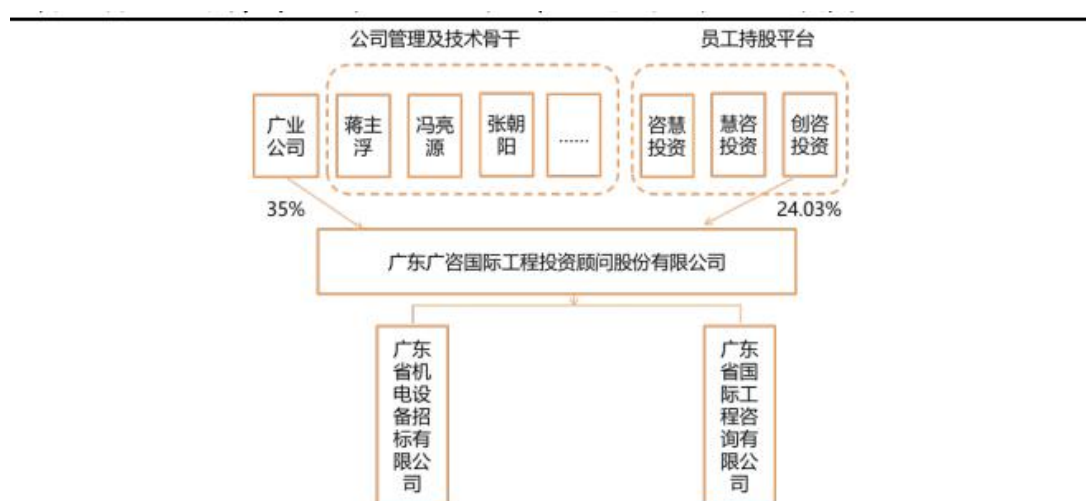 公司管理及技术骨干
员工持股平台
广业
公司
蒋主
浮
冯亮
源
张朝
阳
......
咨慧
投资
慧咨
投资
创咨
投资
35%
24.03%
广东广咨国际工程投资顾问股份有限公司
广东
省机
电设
备招
标有
限公
司
广东
省国
际工
程咨
询有
限公
司